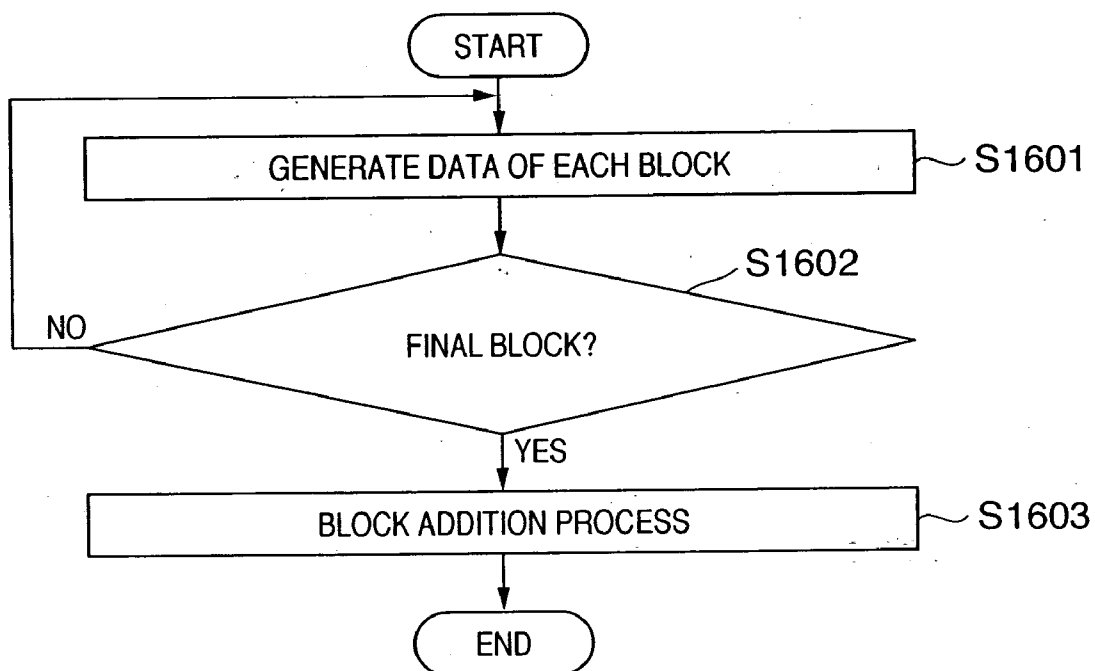 START
GENERATE DATA OF EACH BLOCK
S1601
S1602
NO
FINAL BLOCK?
YES
BLOCK ADDITION PROCESS
S1603
END